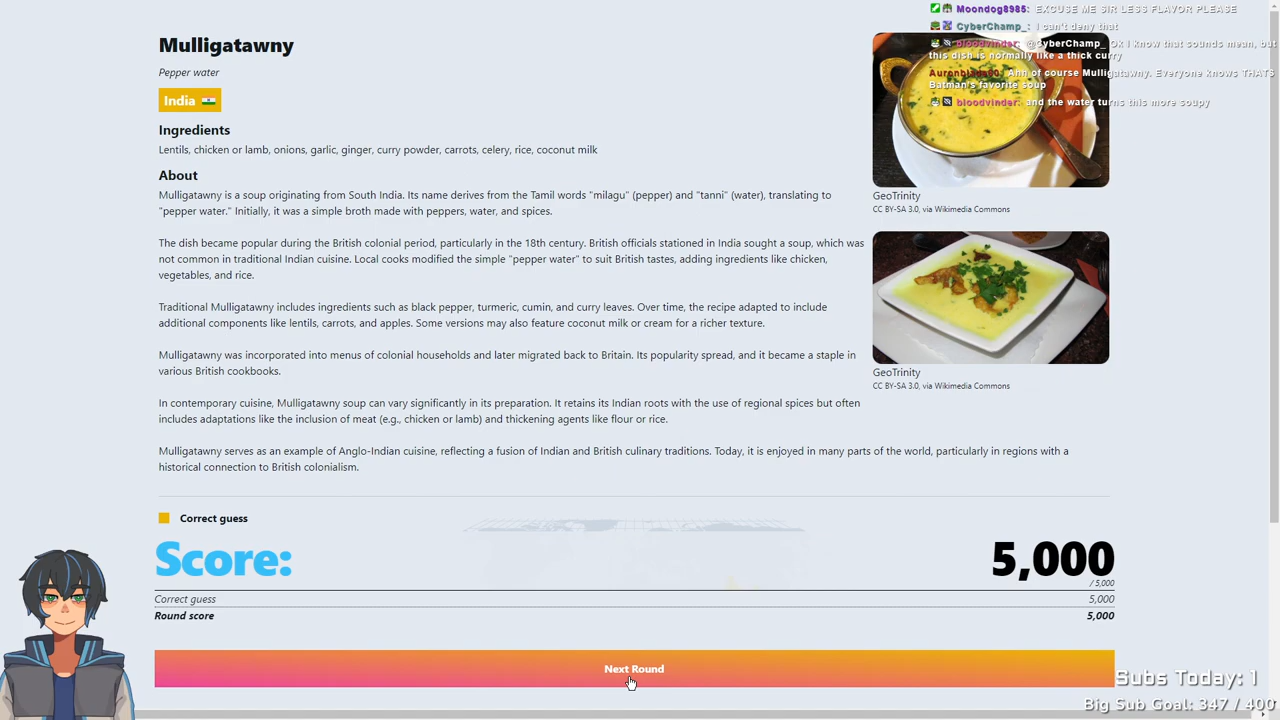 Moondog8985: EXCUSE ME SIR LESS FLAVOR PLEASE
CyberChamp_: I can't deny that
bloodvinder: @CyberChamp_ Ok I know that sounds mean, but
this dish is normally like a thick curry
Ahh of course Mulligatawny. Everyone knows THATS
Batman's favorite soup
bloodvinder: and the water turns this more soupy
Mulligatawny
Pepper water
India
Ingredients
Lentils, chicken or lamb, onions, garlic, ginger, curry powder, carrots, celery, rice, coconut milk
About
Mulligatawny is a soup originating from South India. Its name derives from the Tamil words "milagu" (pepper) and "tanni" (water), translating to
"pepper water." Initially, it was a simple broth made with peppers, water, and spices.
The dish became popular during the British colonial period, particularly in the 18th century. British officials stationed in India sought a soup, which was
not common in traditional Indian cuisine. Local cooks modified the simple "pepper water" to suit British tastes, adding ingredients like chicken,
vegetables, and rice.
Traditional Mulligatawny includes ingredients such as black pepper, turmeric, cumin, and curry leaves. Over time, the recipe adapted to include
additional components like lentils, carrots, and apples. Some versions may also feature coconut milk or cream for a richer texture.
Mulligatawny was incorporated into menus of colonial households and later migrated back to Britain. Its popularity spread, and it became a staple in
various British cookbooks.
In contemporary cuisine, Mulligatawny soup can vary significantly in its preparation. It retains its Indian roots with the use of regional spices but often
includes adaptations like the inclusion of meat (e.g., chicken or lamb) and thickening agents like flour or rice.
Mulligatawny serves as an example of Anglo-Indian cuisine, reflecting a fusion of Indian and British culinary traditions. Today, it is enjoyed in many parts of the world, particularly in regions with a
historical connection to British colonialism.
GeoTrinity
CC BY-SA 3.0, via Wikimedia Commons
GeoTrinity
CC BY-SA 3.0, via Wikimedia Commons
Correct guess
Score: 5,000
/ 5,000
Correct guess 5,000
Round score 5,000
Next Round
Subs Today: 1
Big Sub Goal: 347 / 400